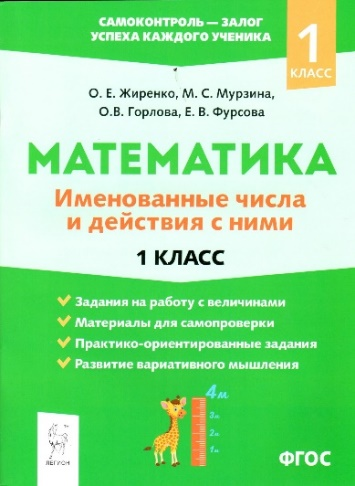 САМОКОНТРОЛЬ — ЗАЛОГ
УСПЕХА КАЖДОГО УЧЕНИКА
1
КЛАСС
О. Е. Жиренко, М. С. Мурзина,
О.В. Горлова, Е. В. Фурсова
МАТЕМАТИКА
Именованные числа
и действия с ними
1 КЛАСС
Задания на работу с величинами
Материалы для самопроверки
Практико-ориентированные задания
Развитие вариативного мышления
4м
3м
2м
1м
ЛЕГИОН
ФГОС